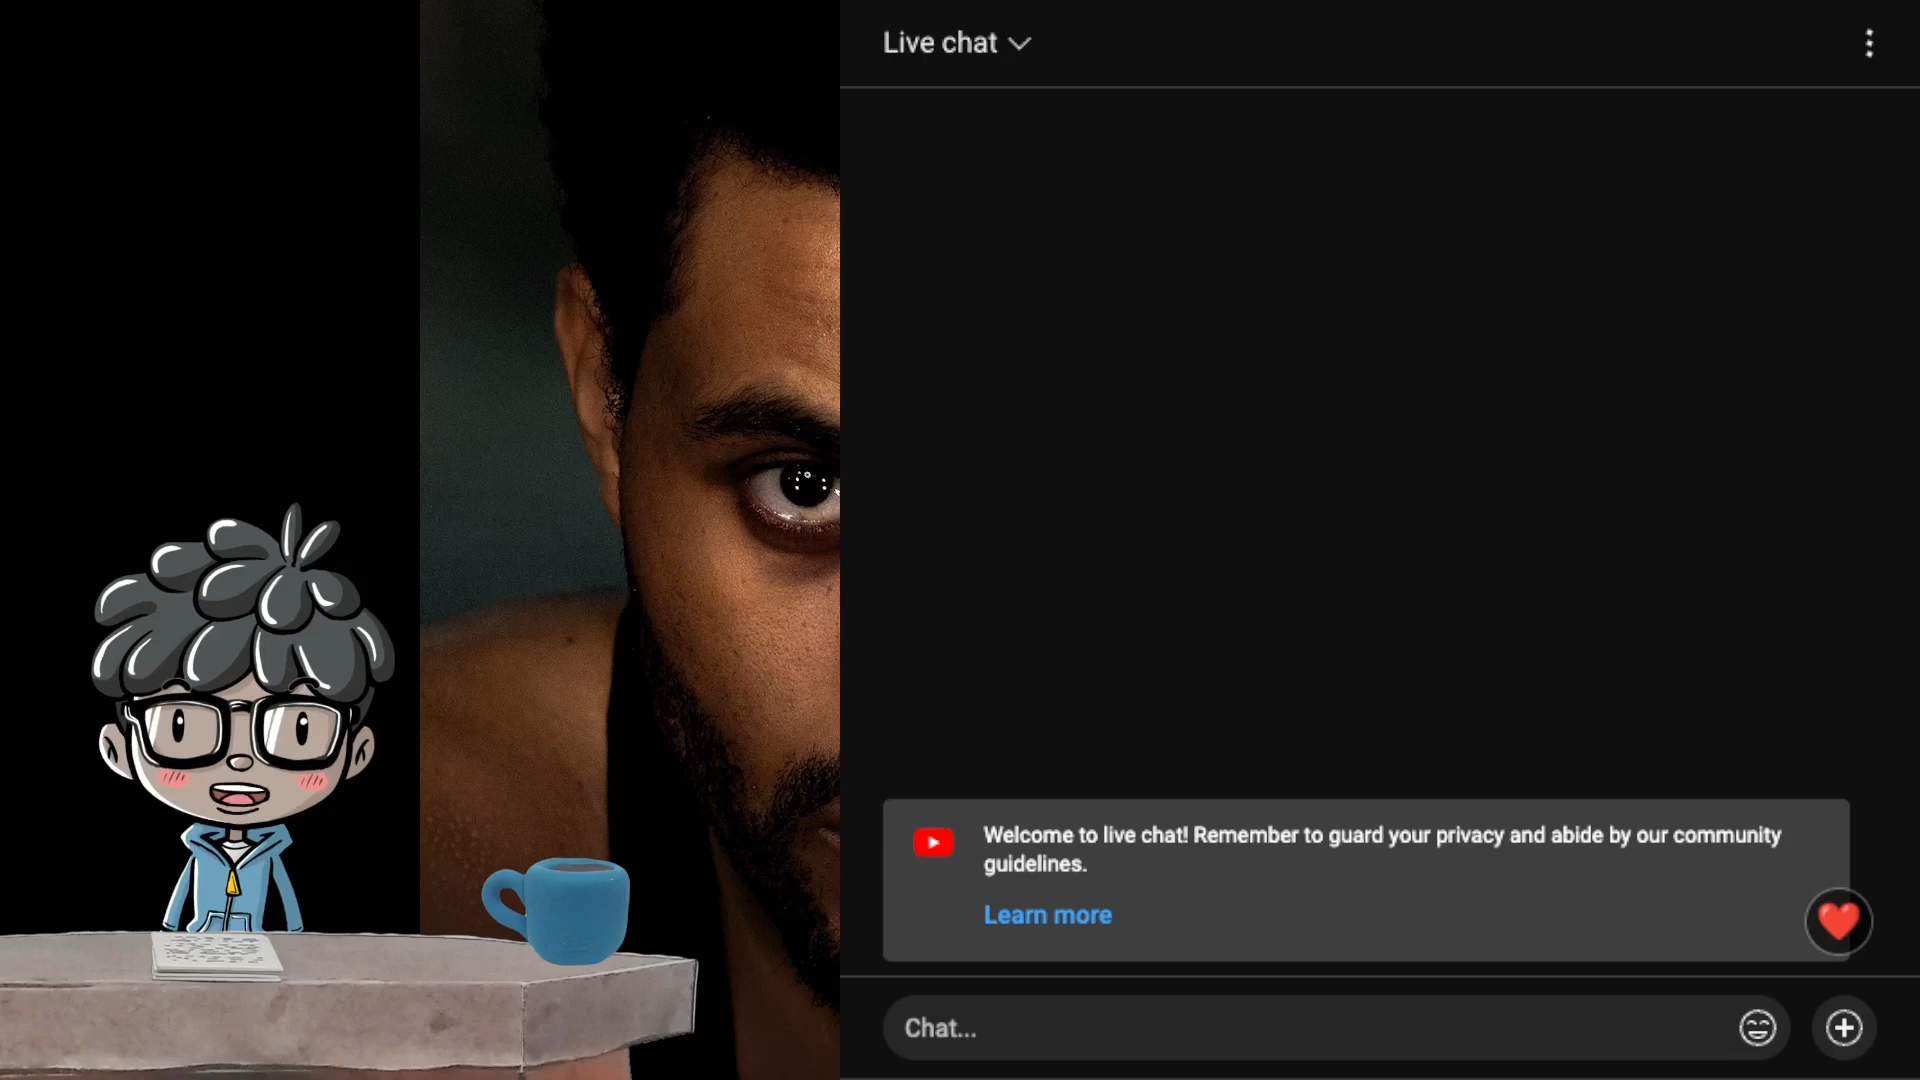 Live chat
Welcome to live chat! Remember to guard your privacy and abide by our community
guidelines.
Learn more
Chat...